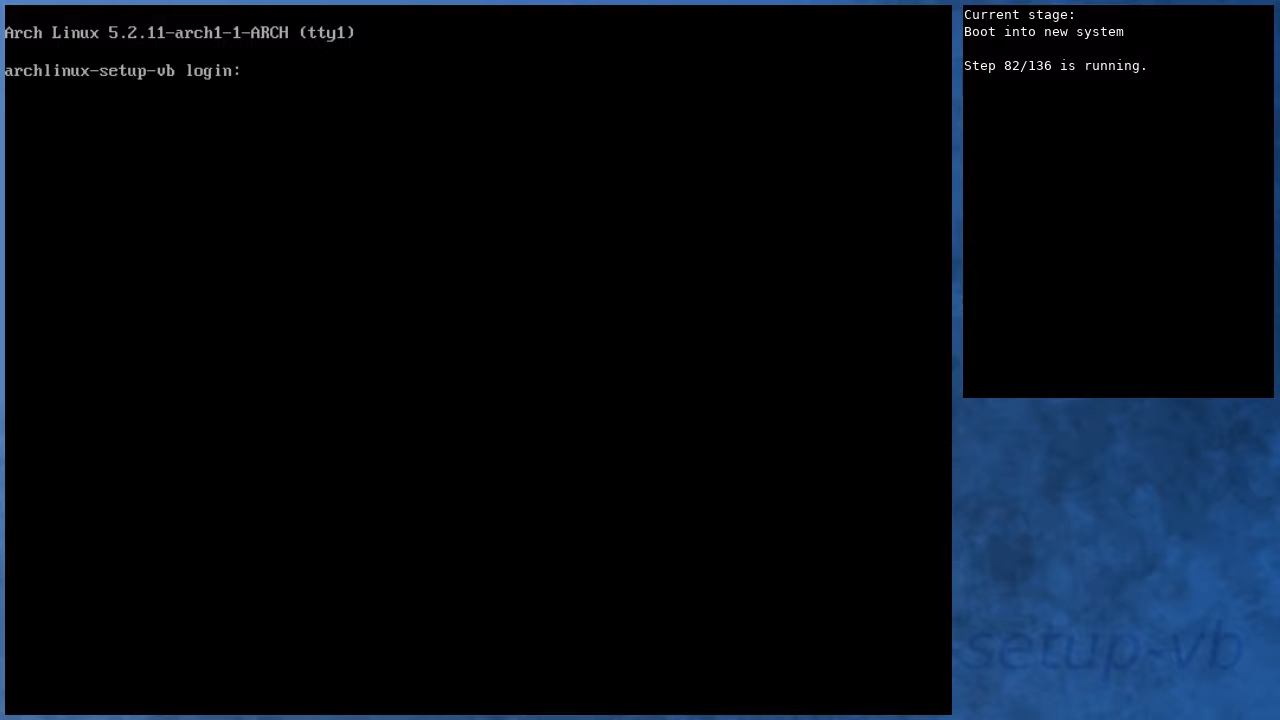 Arch Linux 5.2.11-arch1-1-ARCH (tty1)
archlinux-setup-vb login:
Current stage:
Boot into new system
Step 82/136 is running.
setup-vb